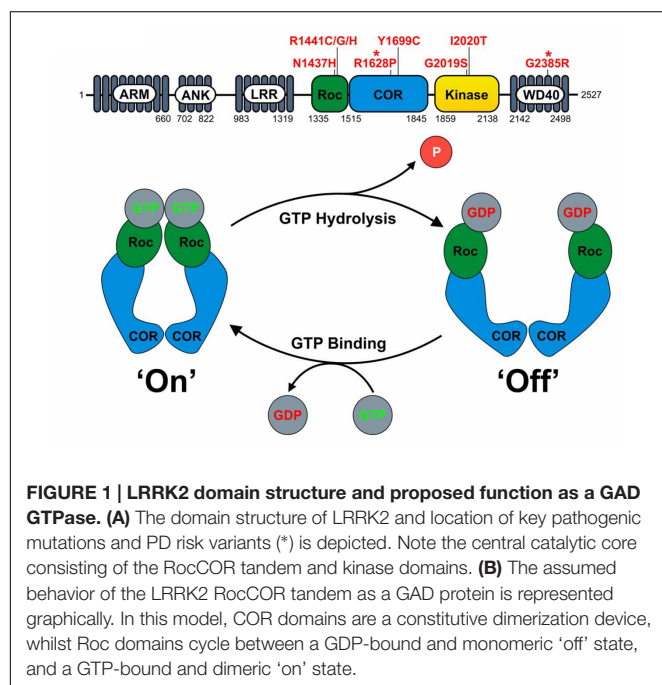 R1441C/G/H Y1699C I2020T
N1437H *R1628P G2019S *G2385R
1 ARM ANK LRR Roc COR Kinase WD40 2527
660 702 822 983 1319 1335 1515 1845 1859 2138 2142 2498
P
GTP GTP GTP Hydrolysis GDP GDP
Roc Roc Roc Roc
COR COR GTP Binding COR COR
'On' 'Off'
GDP GTP
FIGURE 1 | LRRK2 domain structure and proposed function as a GAD
GTPase. (A) The domain structure of LRRK2 and location of key pathogenic
mutations and PD risk variants (*) is depicted. Note the central catalytic core
consisting of the RocCOR tandem and kinase domains. (B) The assumed
behavior of the LRRK2 RocCOR tandem as a GAD protein is represented
graphically. In this model, COR domains are a constitutive dimerization device,
whilst Roc domains cycle between a GDP-bound and monomeric 'off' state,
and a GTP-bound and dimeric 'on' state.